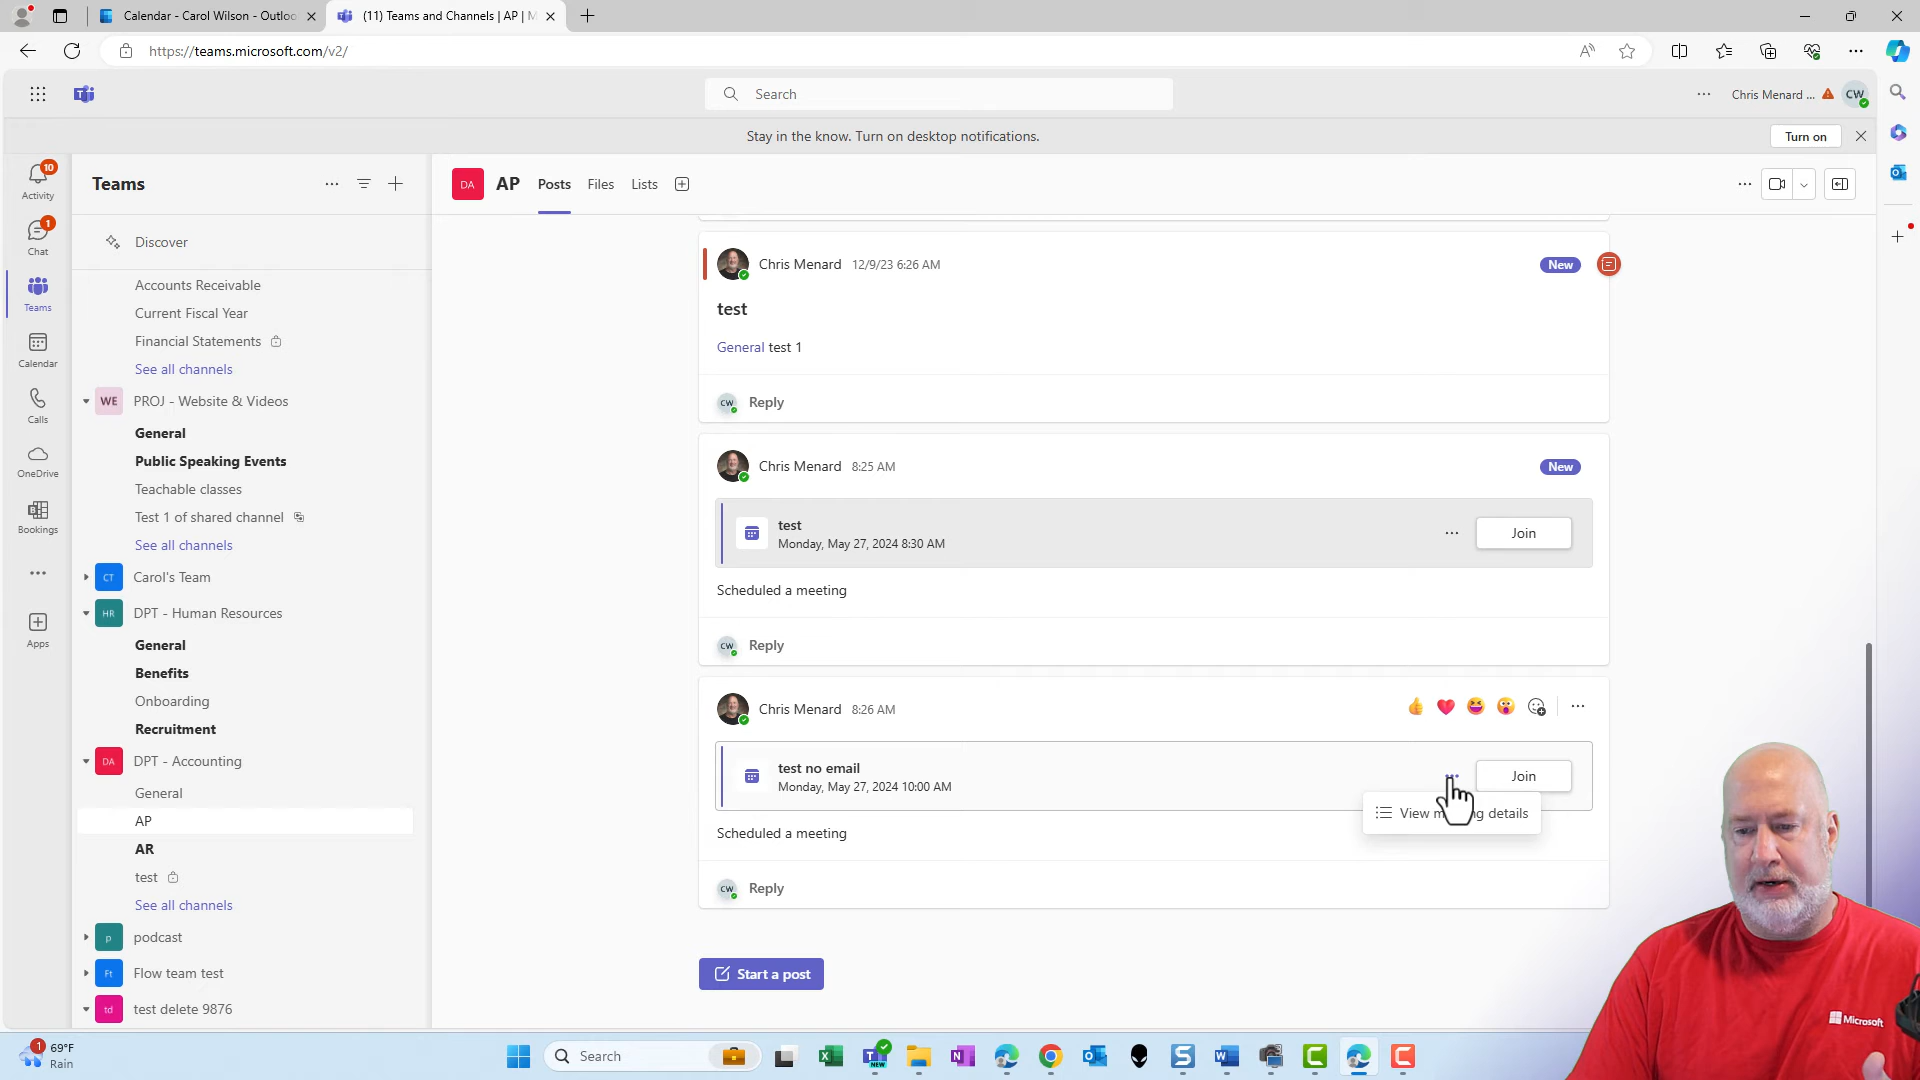 Calendar - Carol Wilson - Outlo
(11) Teams and Channels | AP | M
https://teams.microsoft.com/v2/
Search
Chris Menard ...
CW
Stay in the know. Turn on desktop notifications.
Turn on
10
Activity
1
Chat
Teams
Calendar
Calls
OneDrive
Bookings
Apps
Teams
Discover
Accounts Receivable
Current Fiscal Year
Financial Statements
See all channels
WE PROJ - Website & Videos
General
Public Speaking Events
Teachable classes
Test 1 of shared channel
See all channels
CT Carol's Team
HR DPT - Human Resources
General
Benefits
Onboarding
Recruitment
DA DPT - Accounting
General
AP
AR
test
See all channels
p podcast
Ft Flow team test
td test delete 9876
DA AP Posts Files Lists
Chris Menard 12/9/23 6:26 AM
New
test
General test 1
CW Reply
Chris Menard 8:25 AM
New
test
Monday, May 27, 2024 8:30 AM
Join
Scheduled a meeting
CW Reply
Chris Menard 8:26 AM
test no email
Monday, May 27, 2024 10:00 AM
Join
View details
Scheduled a meeting
CW Reply
Start a post
Microsoft
1
69°F
Rain
Search
NEW